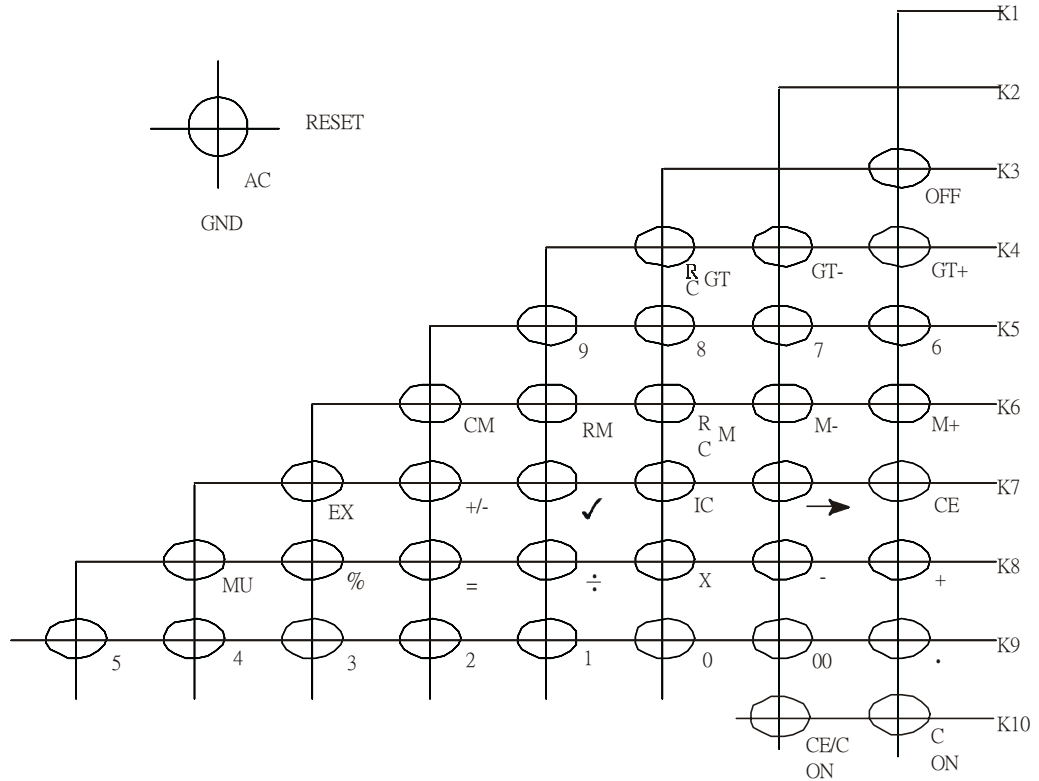 K1
K2
RESET
K3
AC
OFF
GND
K4
R
C GT
GT-
GT+
K5
9
8
7
6
K6
CM
RM
R
C M
M-
M+
K7
EX
+/-
✓
IC
→
CE
K8
MU
%
=
÷
X
-
+
K9
5
4
3
2
1
0
00
.
K10
CE/C
ON
C
ON